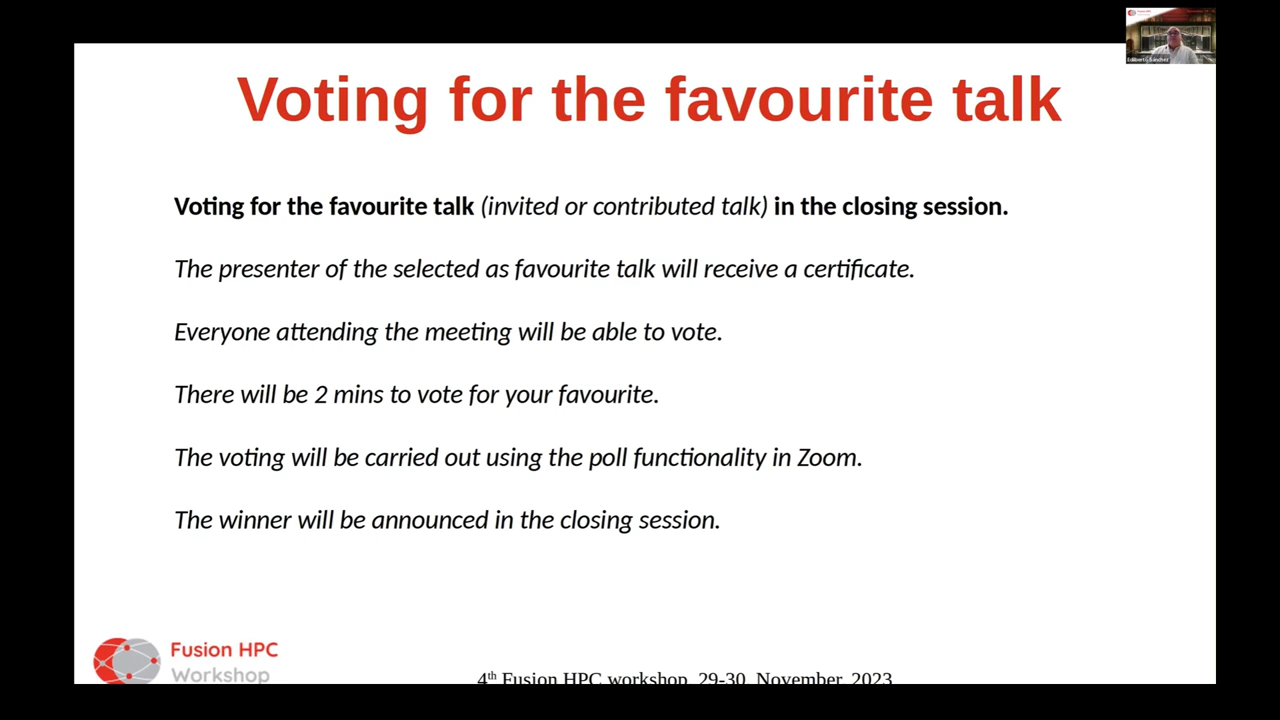 Voting for the favourite talk
Voting for the favourite talk (invited or contributed talk) in the closing session.
The presenter of the selected as favourite talk will receive a certificate.
Everyone attending the meeting will be able to vote.
There will be 2 mins to vote for your favourite.
The voting will be carried out using the poll functionality in Zoom.
The winner will be announced in the closing session.
Fusion HPC
Workshop
4th Fusion HPC workshop, 29-30, November, 2023